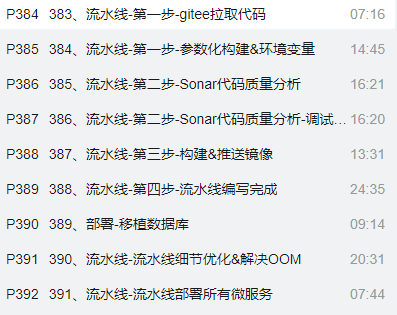 P384 383、流水线-第一步-gitee拉取代码 07:16
P385 384、流水线-第一步-参数化构建&环境变量 14:45
P386 385、流水线-第二步-Sonar代码质量分析 16:21
P387 386、流水线-第二步-Sonar代码质量分析-调试... 16:20
P388 387、流水线-第三步-构建&推送镜像 13:31
P389 388、流水线-第四步-流水线编写完成 24:35
P390 389、部署-移植数据库 09:14
P391 390、流水线-流水线细节优化&解决OOM 20:31
P392 391、流水线-流水线部署所有微服务 07:44